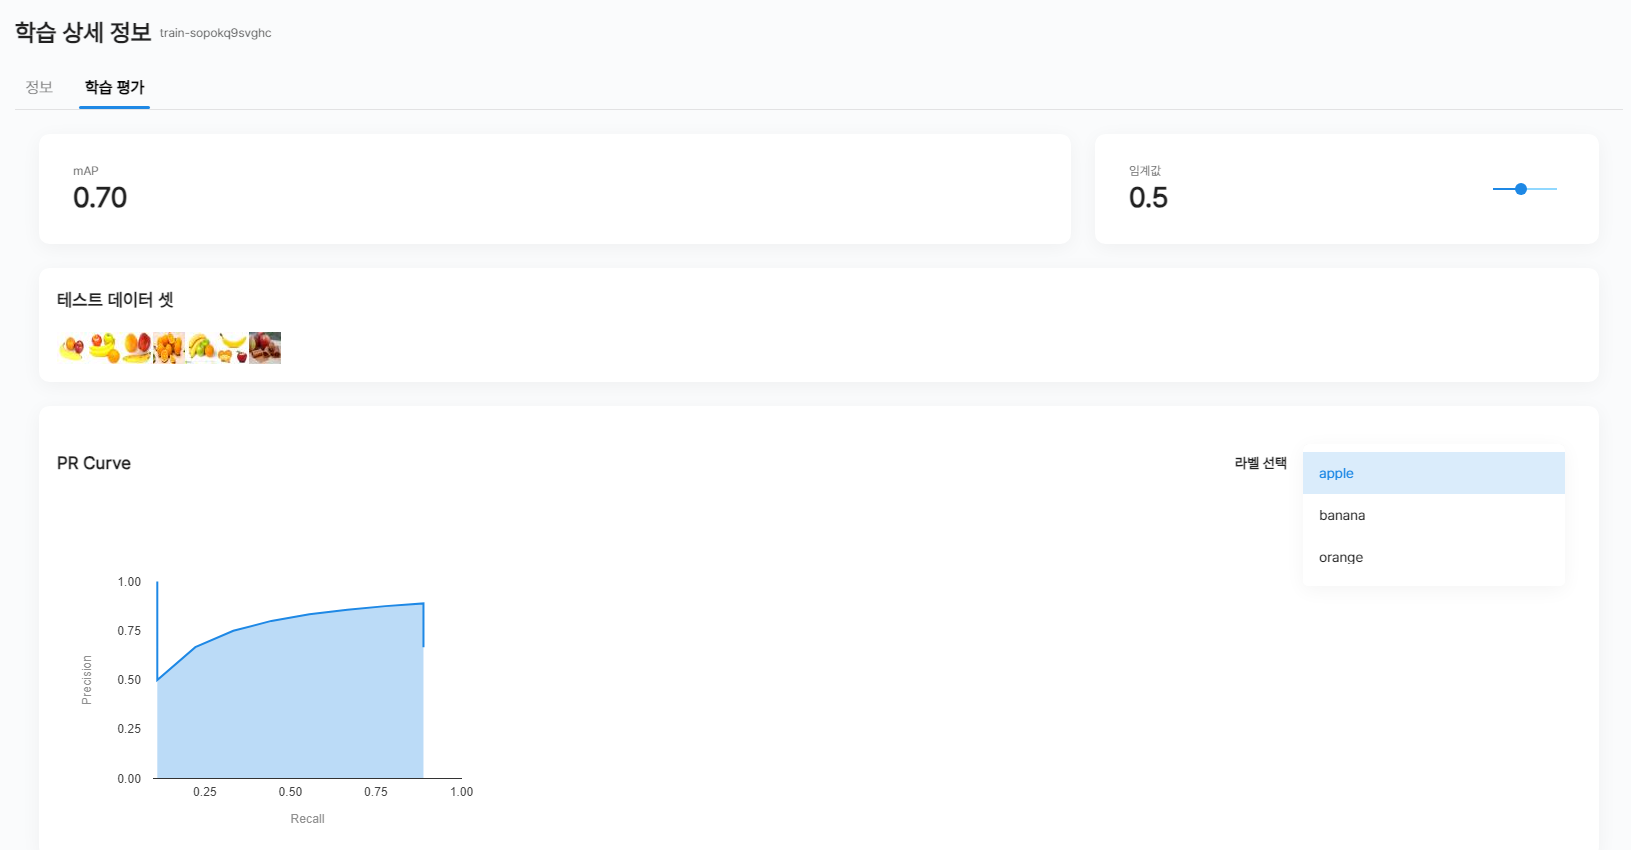 학습 상세 정보 train-sopokq9svghc
정보 학습 평가
mAP
0.70
임계값
0.5
테스트 데이터 셋
PR Curve
라벨 선택
apple
banana
orange
1.00
0.75
0.50
0.25
0.00
Precision
0.25 0.50 0.75 1.00
Recall